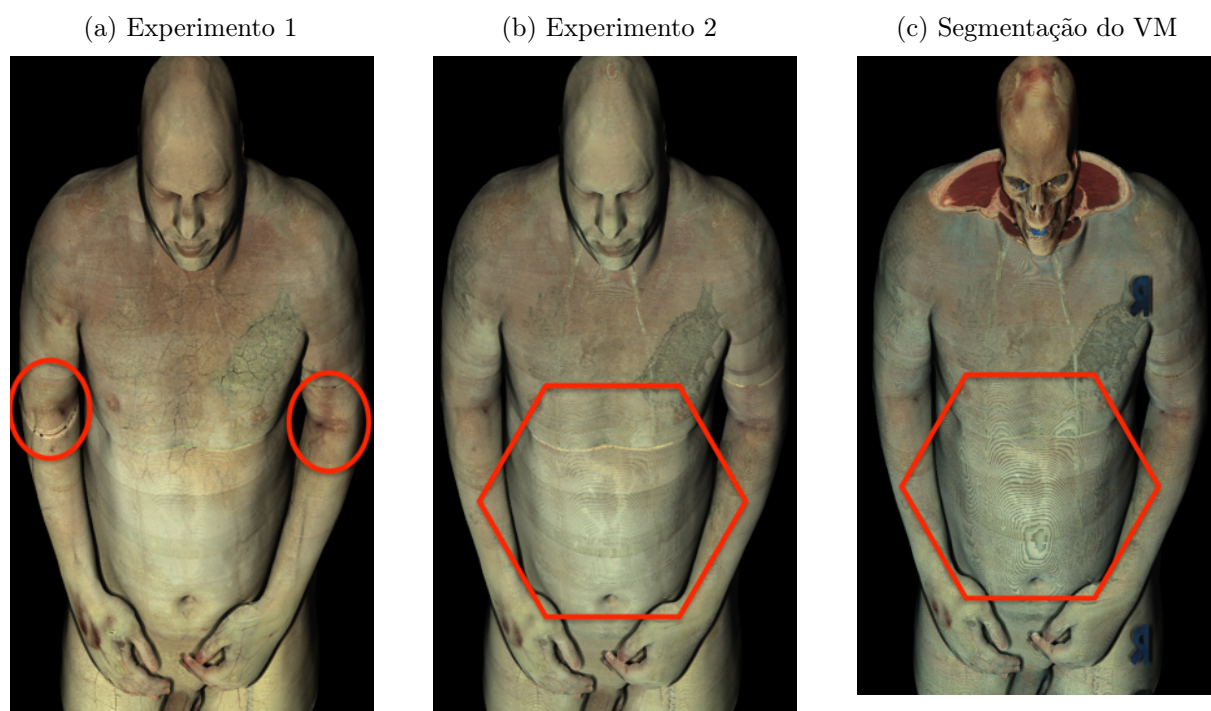 (a) Experimento 1
(b) Experimento 2
(c) Segmentação do VM
R
R